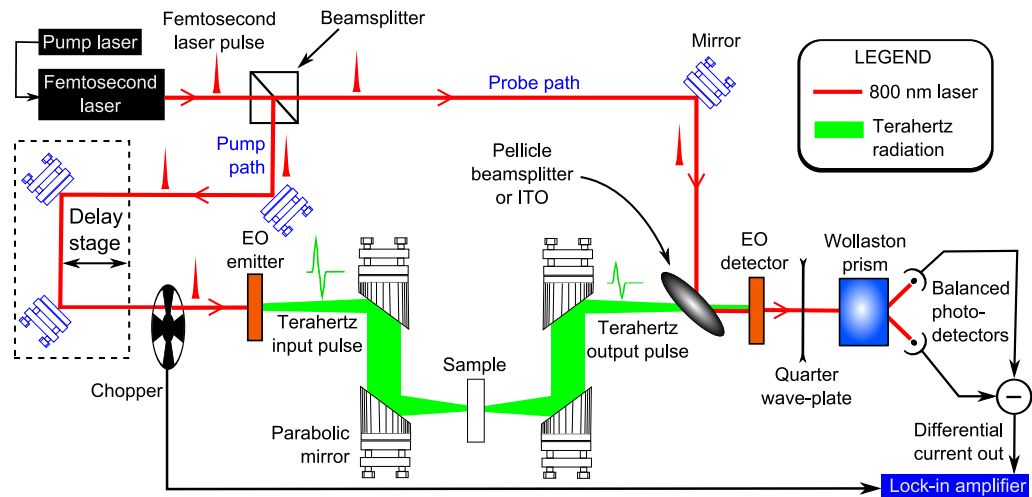 Pump laser
Femtosecond
laser
Femtosecond
laser pulse
Beamsplitter
Probe path
Mirror
LEGEND
800 nm laser
Terahertz
radiation
Pump
path
Delay
stage
Pellicle
beamsplitter
or ITO
EO
emitter
EO
detector
Wollaston
prism
Balanced
photo-
detectors
Terahertz
input pulse
Terahertz
output pulse
Sample
Chopper
Quarter
wave-plate
Parabolic
mirror
Differential
current out
Lock-in amplifier